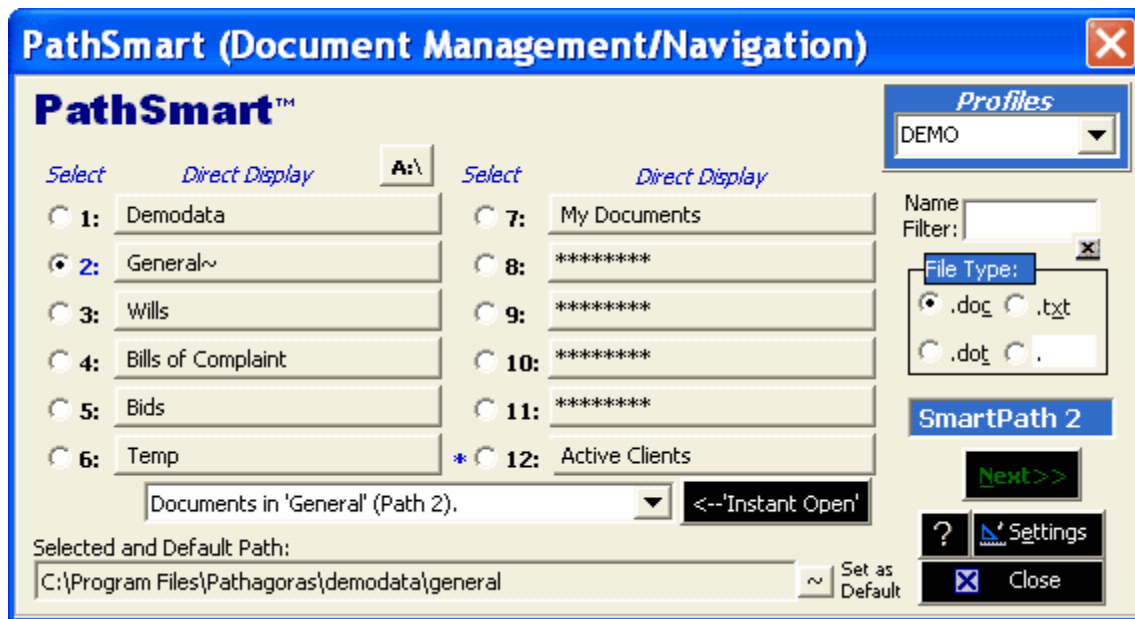 PathSmart (Document Management/Navigation)
PathSmart™
Profiles
DEMO
Select Direct Display A:\ Select Direct Display
1: Demodata
2: General~
3: Wills
4: Bills of Complaint
5: Bids
6: Temp
7: My Documents
8: ********
9: ********
10: ********
11: ********
* 12: Active Clients
Name
Filter:
x
File Type:
.doc .txt
.dot .
SmartPath 2
Next>>
Documents in 'General' (Path 2). <--'Instant Open'
? Settings
Selected and Default Path:
C:\Program Files\Pathagoras\demodata\general
~ Set as
Default
Close